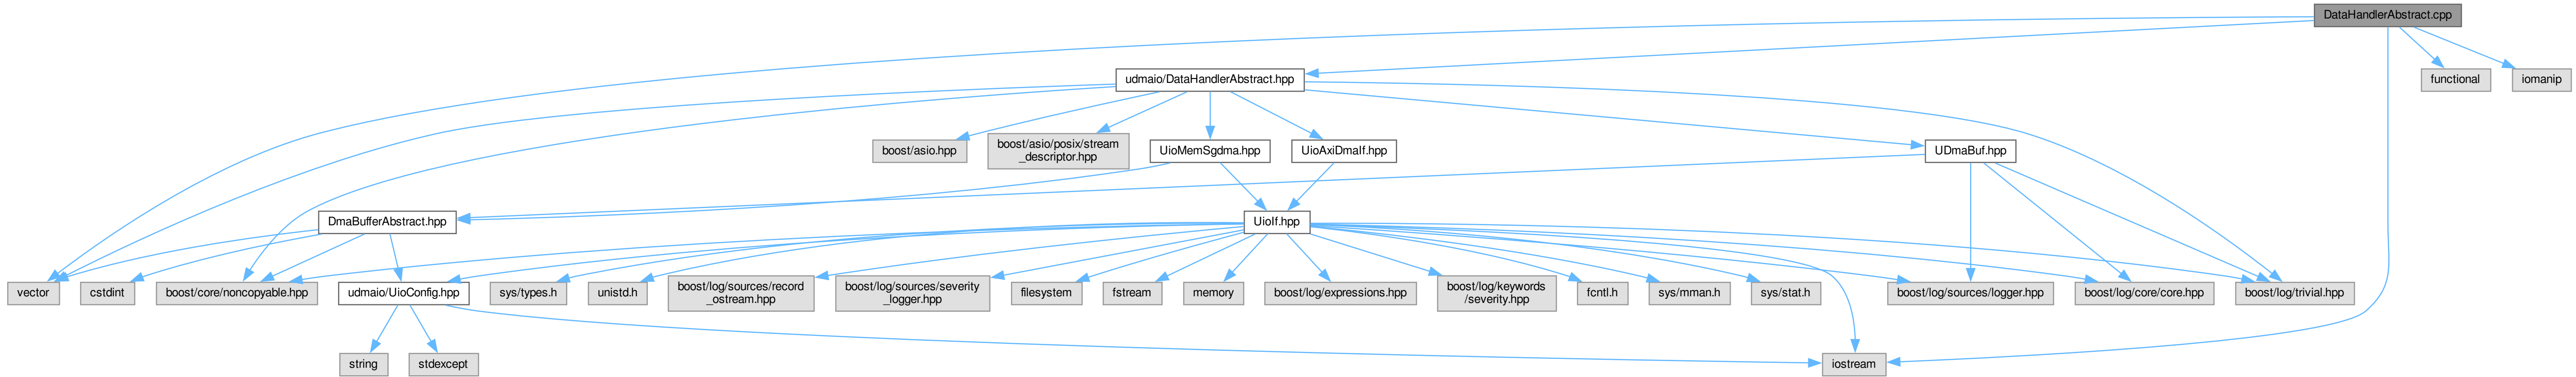 DataHandlerAbstract.cpp
udmaio/DataHandlerAbstract.hpp
functional
iomanip
boost/asio.hpp
boost/asio/posix/stream
_descriptor.hpp
UioMemSgdma.hpp
UioAxiDmaIf.hpp
UDmaBuf.hpp
DmaBufferAbstract.hpp
UioIf.hpp
vector
cstdint
boost/core/noncopyable.hpp
udmaio/UioConfig.hpp
sys/types.h
unistd.h
boost/log/sources/record
_ostream.hpp
boost/log/sources/severity
_logger.hpp
filesystem
fstream
memory
boost/log/expressions.hpp
boost/log/keywords
/severity.hpp
fcntl.h
sys/mman.h
sys/stat.h
boost/log/sources/logger.hpp
boost/log/core/core.hpp
boost/log/trivial.hpp
string
stdexcept
iostream